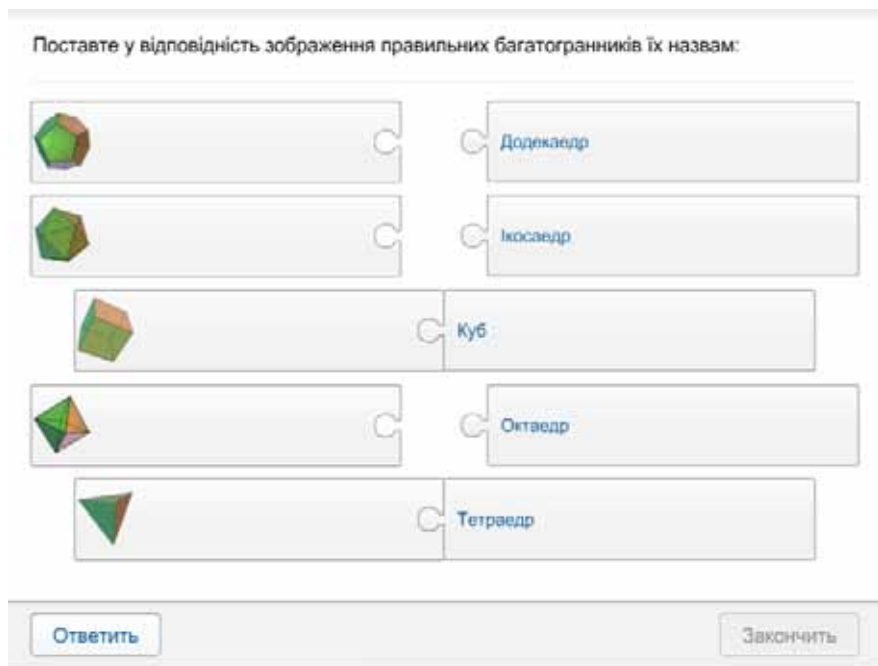 Поставте у відповідність зображення правильних багатогранників їх назвам:
Додекаедр
Ікосаедр
Куб
Октаедр
Тетраедр
Ответить
Закончить